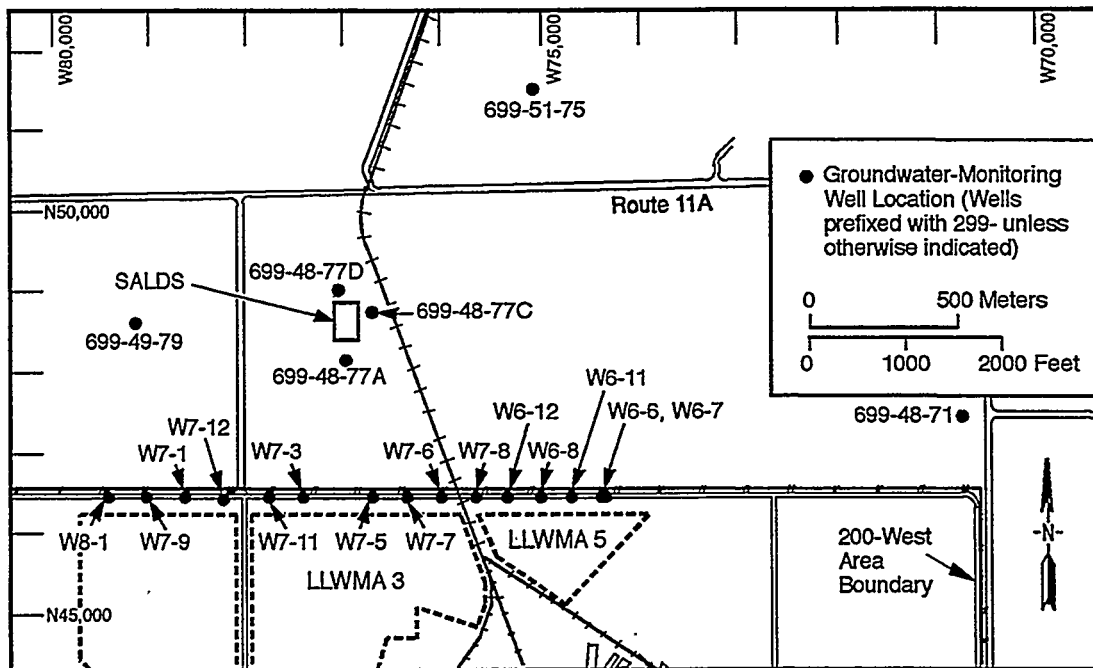 W80,000
W75,000
W70,000
699-51-75
Groundwater-Monitoring
Well Location (Wells
prefixed with 299- unless
otherwise indicated)
0 500 Meters
0 1000 2000 Feet
N50,000
Route 11A
699-48-77D
SALDS
699-48-77C
699-49-79
699-48-77A
W6-11
W7-12
W6-12
W6-6, W6-7
699-48-71
W7-1
W7-3
W7-6
W7-8
W6-8
W8-1
W7-9
W7-11
W7-5
W7-7
LLWMA 5
LLWMA 3
200-West
Area
Boundary
-N-
N45,000